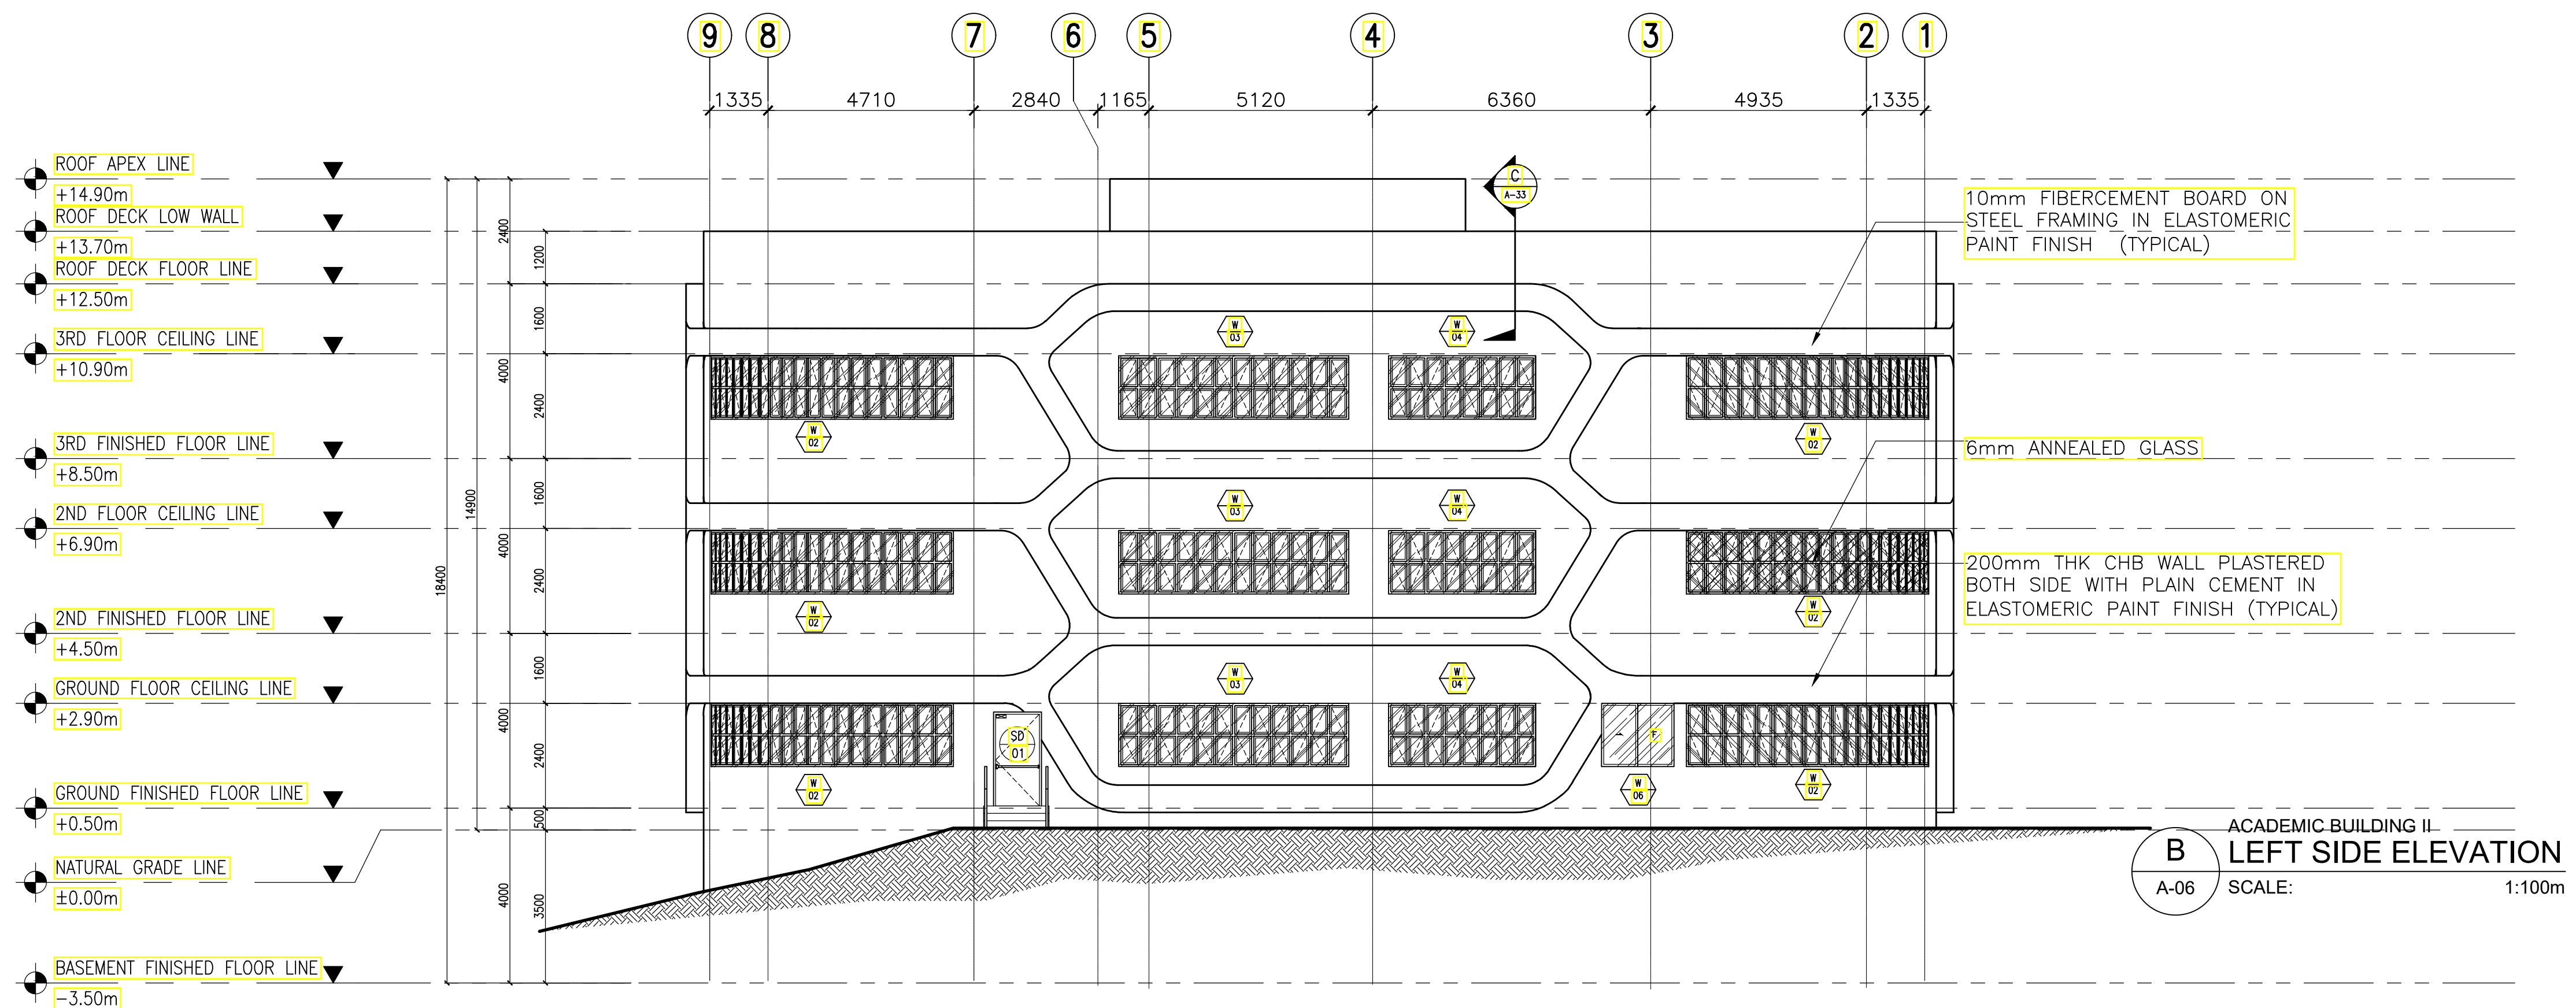 9 8 7 6 5 4 3 2 1
1335 4710 2840 1165 5120 6360 4935 1335
ROOF APEX LINE
+14.90m
ROOF DECK LOW WALL
+13.70m
ROOF DECK FLOOR LINE
+12.50m
3RD FLOOR CEILING LINE
+10.90m
3RD FINISHED FLOOR LINE
+8.50m
2ND FLOOR CEILING LINE
+6.90m
2ND FINISHED FLOOR LINE
+4.50m
GROUND FLOOR CEILING LINE
+2.90m
GROUND FINISHED FLOOR LINE
+0.50m
NATURAL GRADE LINE
±0.00m
BASEMENT FINISHED FLOOR LINE
-3.50m
18400
14900
2400
4000
4000
4000
4000
1200
1600
2400
1600
2400
1600
2400
500
3500
C
A-33
W
03
W
04
W
02
W
02
W
03
W
04
W
02
W
02
W
03
W
04
SD
01
F
W
02
W
06
W
02
10mm FIBERCEMENT BOARD ON
STEEL FRAMING IN ELASTOMERIC
PAINT FINISH (TYPICAL)
6mm ANNEALED GLASS
200mm THK CHB WALL PLASTERED
BOTH SIDE WITH PLAIN CEMENT IN
ELASTOMERIC PAINT FINISH (TYPICAL)
B
A-06
ACADEMIC BUILDING II
LEFT SIDE ELEVATION
SCALE: 1:100m